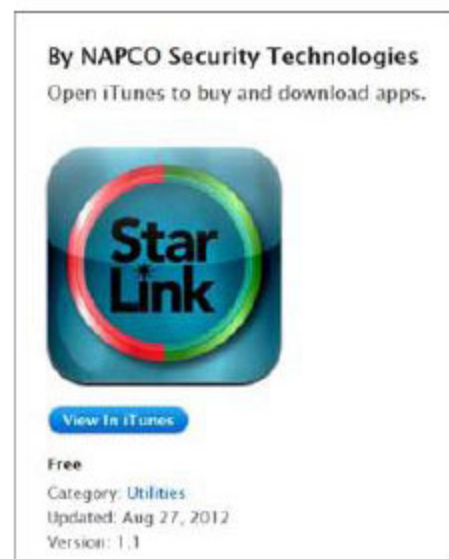 By NAPCO Security Technologies
Open iTunes to buy and download apps.
Star
Link
View In iTunes
Free
Category: Utilities
Updated: Aug 27, 2012
Version: 1.1